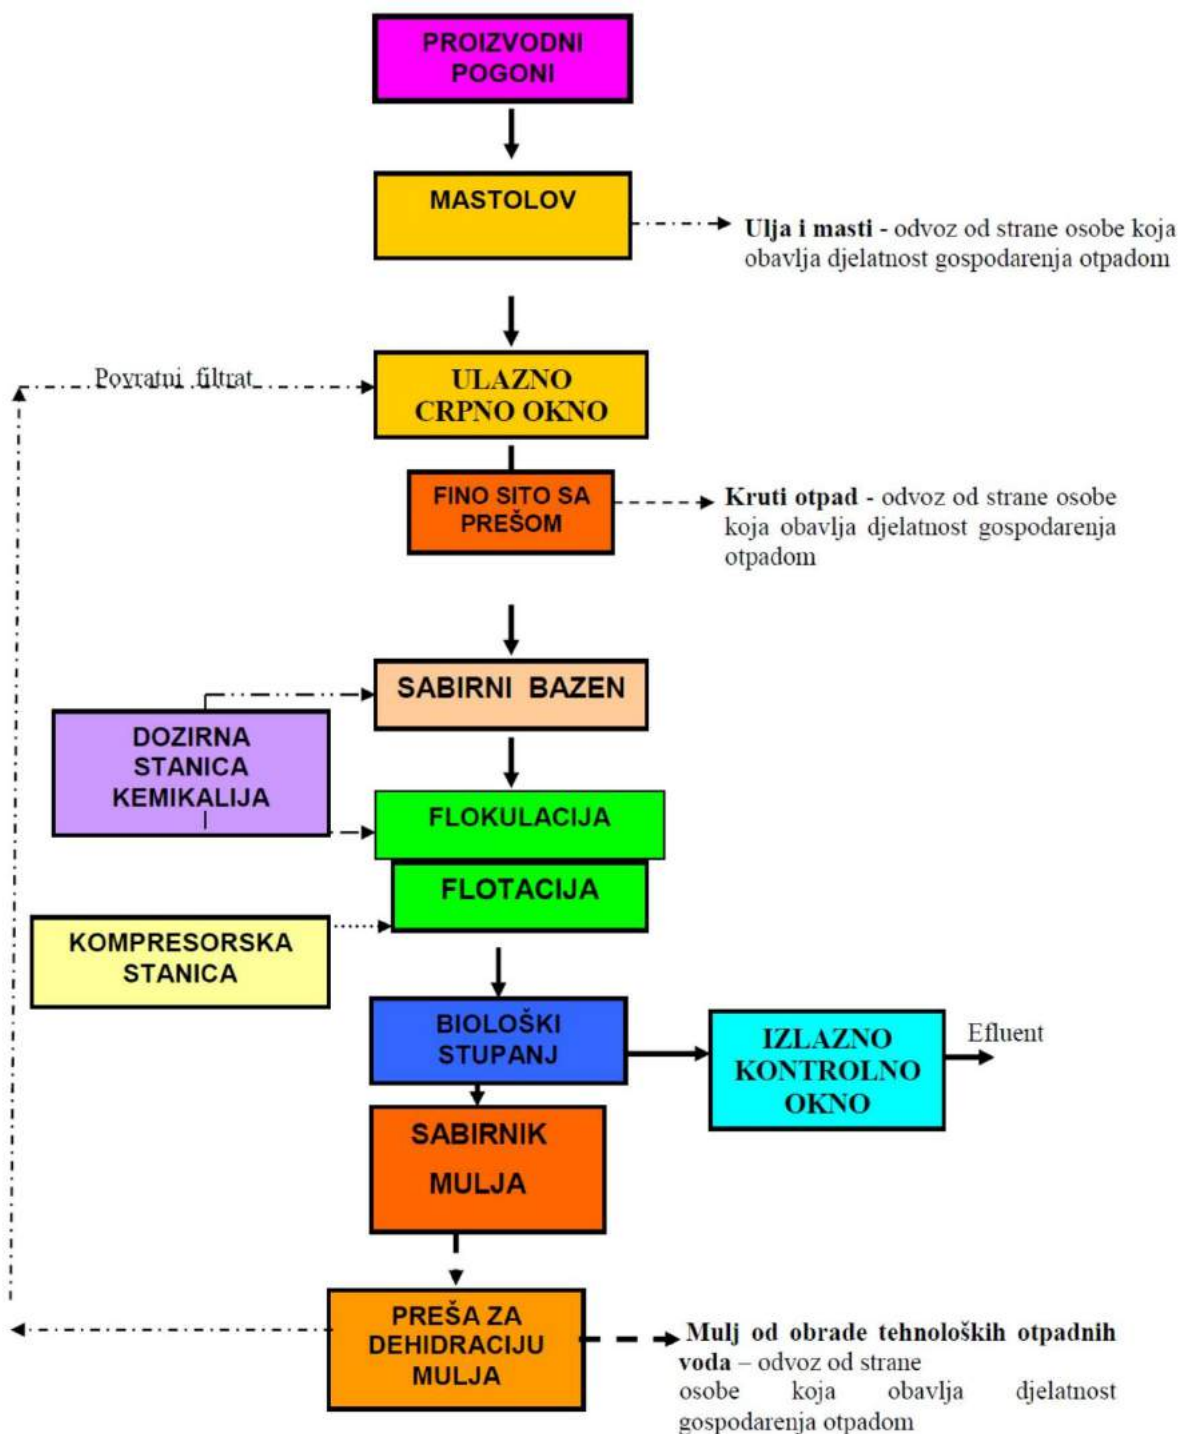 PROIZVODNI
POGONI
MASTOLOV
Ulja i masti - odvoz od strane osobe koja
obavlja djelatnost gospodarenja otpadom
Povratni filtrat
ULAZNO
CRPNO OKNO
FINO SITO SA
PREŠOM
Kruti otpad - odvoz od strane osobe
koja obavlja djelatnost gospodarenja
otpadom
SABIRNI BAZEN
DOZIRNA
STANICA
KEMIKALIJA
FLOKULACIJA
FLOTACIJA
KOMPRESORSKA
STANICA
BIOLOŠKI
STUPANJ
IZLAZNO
KONTROLNO
OKNO
Efluent
SABIRNIK
MULJA
PREŠA ZA
DEHIDRACIJU
MULJA
Mulj od obrade tehnoloških otpadnih
voda – odvoz od strane
osobe koja obavlja djelatnost
gospodarenja otpadom